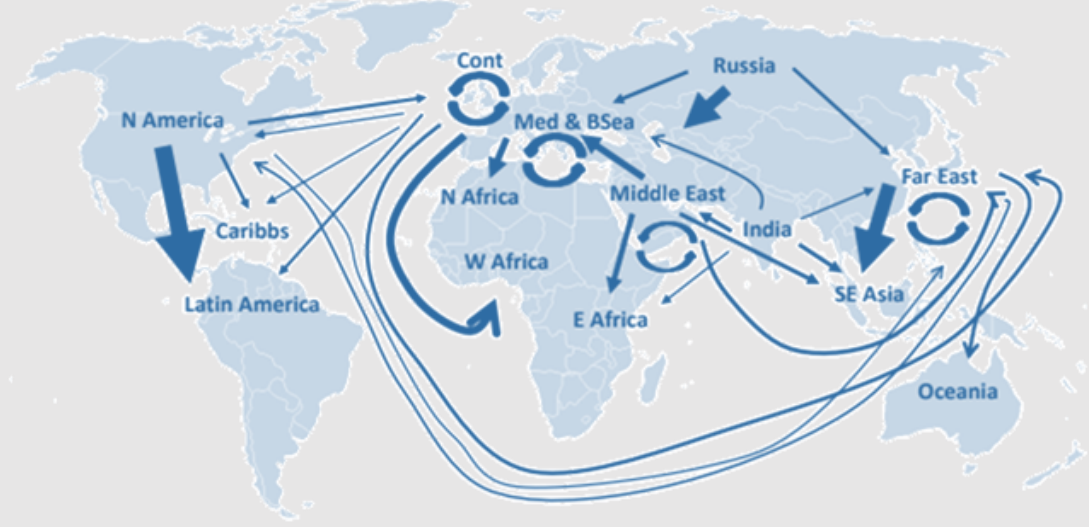 Cont
Russia
N America
Med & BSea
Far East
N Africa
Middle East
Caribbs
India
W Africa
SE Asia
Latin America
E Africa
Oceania